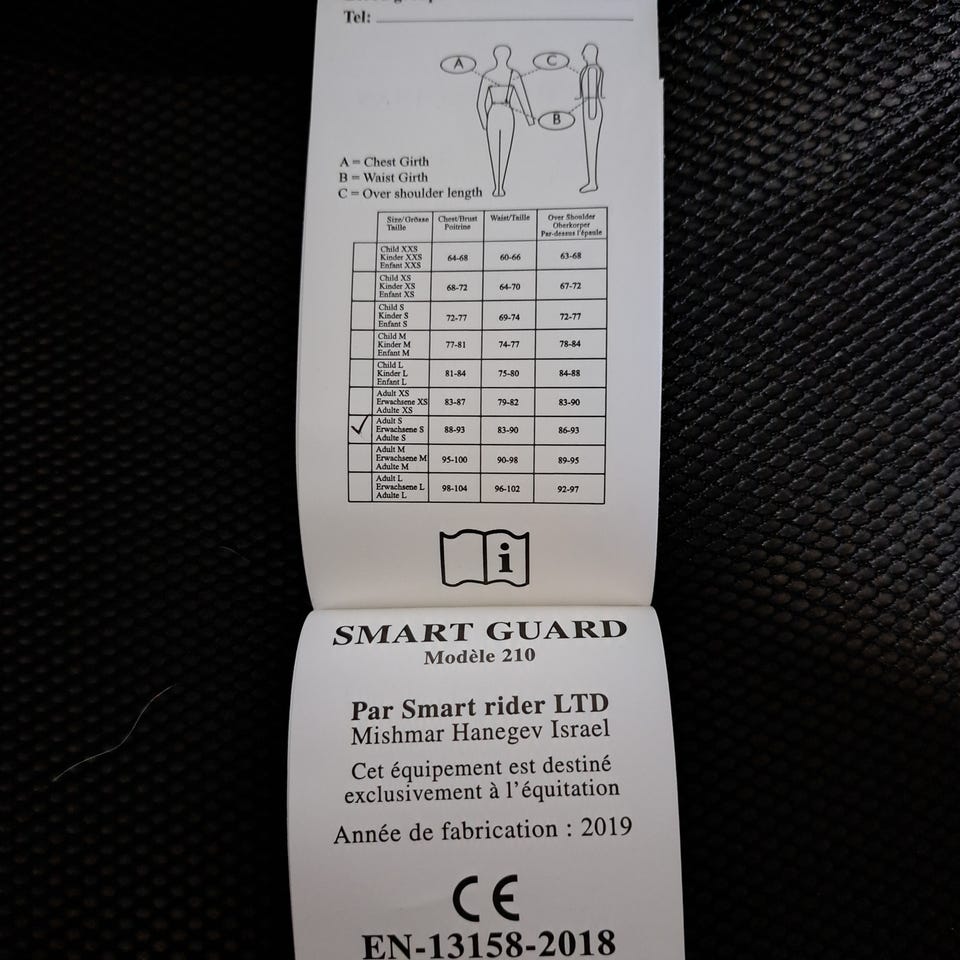 Tel:
A
C
B
A = Chest Girth
B = Waist Girth
C = Over shoulder length
Size/Grösse
Taille
Chest/Brust
Poitrine
Waist/Taille
Over Shoulder
Oberkorper
Par-dessus l'épaule
Child XXS
Kinder XXS
Enfant XXS
64-68
60-66
63-68
Child XS
Kinder XS
Enfant XS
68-72
64-70
67-72
Child S
Kinder S
Enfant S
72-77
69-74
72-77
Child M
Kinder M
Enfant M
77-81
74-77
78-84
Child L
Kinder L
Enfant L
81-84
75-80
84-88
Adult XS
Erwachsene XS
Adulte XS
83-87
79-82
83-90
Adult S
Erwachsene S
Adulte S
88-93
83-90
86-93
Adult M
Erwachsene M
Adulte M
95-100
90-98
89-95
Adult L
Erwachsene L
Adulte L
98-104
96-102
92-97
i
SMART GUARD
Modèle 210
Par Smart rider LTD
Mishmar Hanegev Israel
Cet équipement est destiné
exclusivement à l'équitation
Année de fabrication : 2019
CE
EN-13158-2018